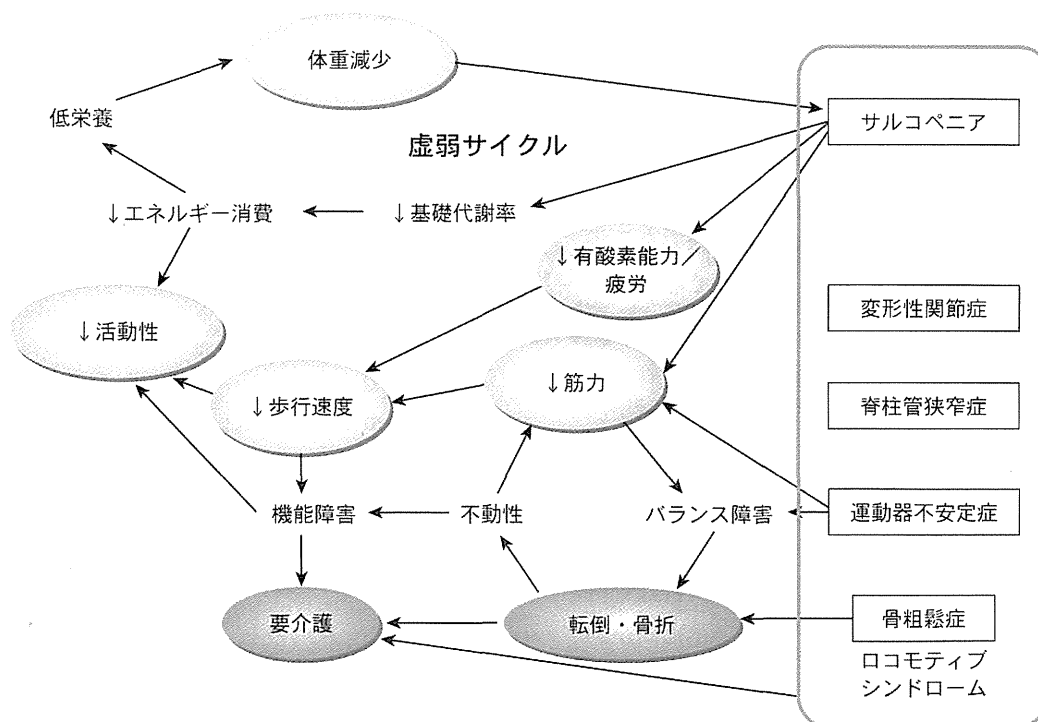 体重減少
低栄養
サルコペニア
虚弱サイクル
↓エネルギー消費
↓基礎代謝率
↓有酸素能力/
疲労
変形性関節症
↓活動性
↓筋力
↓歩行速度
脊柱管狭窄症
機能障害
不動性
バランス障害
運動器不安定症
要介護
転倒・骨折
骨粗鬆症
ロコモティブ
シンドローム